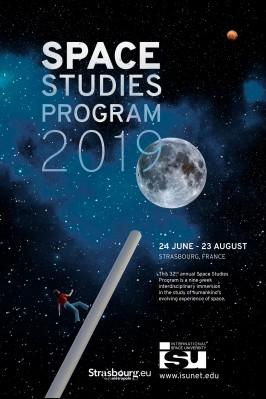 SPACE
STUDIES
PROGRAM
2019
24 JUNE - 23 AUGUST
STRASBOURG, FRANCE
This 32nd annual Space Studies
Program is a nine-week
interdisciplinary immersion
in the study of humankind's
evolving experience of space.
INTERNATIONAL
SPACE UNIVERSITY
isu
Strasbourg.eu
eurométropole
www.isunet.edu